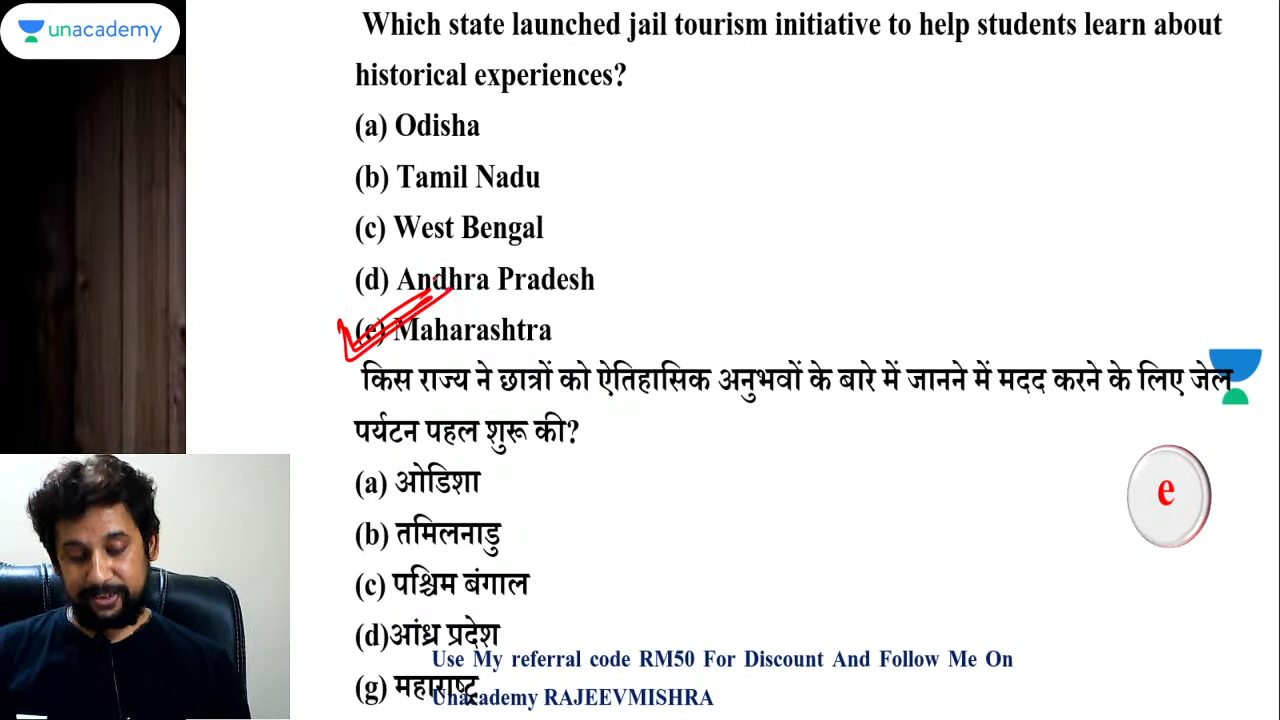 unacademy
Which state launched jail tourism initiative to help students learn about
historical experiences?
(a) Odisha
(b) Tamil Nadu
(c) West Bengal
(d) Andhra Pradesh
(e) Maharashtra
किस राज्य ने छात्रों को ऐतिहासिक अनुभवों के बारे में जानने में मदद करने के लिए जेल
पर्यटन पहल शुरू की?
(a) ओडिशा
(b) तमिलनाडु
(c) पश्चिम बंगाल
(d)आंध्र प्रदेश
(g) महाराष्ट्र
e
Use My referral code RM50 For Discount And Follow Me On
Unacademy RAJEEVMISHRA